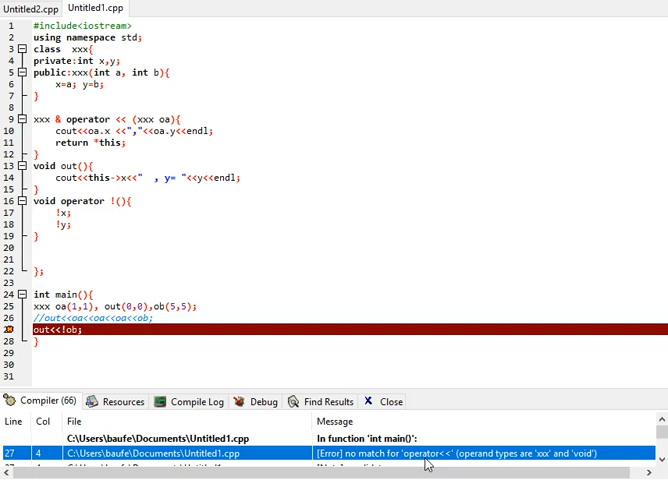 Untitled2.cpp Untitled1.cpp
1 #include<iostream>
2 using namespace std;
3 class xxx{
4 private:int x,y;
5 public:xxx(int a, int b){
6 x=a; y=b;
7 }
8
9 xxx & operator << (xxx oa){
10 cout<<oa.x <<","<<oa.y<<endl;
11 return *this;
12 }
13 void out(){
14 cout<<this->x<<" , y= "<<y<<endl;
15 }
16 void operator !(){
17 !x;
18 !y;
19 }
20
21
22 };
23
24 int main(){
25 xxx oa(1,1), out(0,0),ob(5,5);
26 //out<<oa<<oa<<oa<<ob;
out<<!ob;
28 }
29
30
31
Compiler (66) Resources Compile Log Debug Find Results Close
Line Col File Message
C:\Users\baufe\Documents\Untitled1.cpp In function 'int main()':
27 4 C:\Users\baufe\Documents\Untitled1.cpp [Error] no match for 'operator<<' (operand types are 'xxx' and 'void')